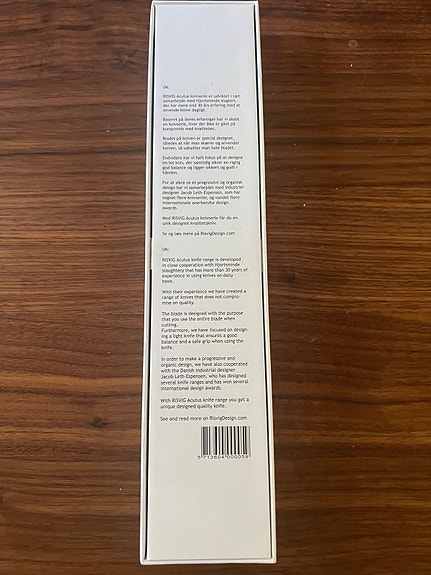 DK:
RISVIG Acutus knivserie er udviklet i tæt
samarbejde med Hjortsminde slagteri,
der har mere end 30 års erfaring med at
anvende knive dagligt.
Baseret på deres erfaringer har vi skabt
en knivserie, hvor der ikke er gået på
kompromis med kvaliteten.
Bladet på kniven er special designet,
således at når man skærer og anvender
kniven, så udnytter man hele bladet.
Endvidere har vi haft fokus på at designe
en let kniv, der samtidig sikrer en rigtig
god balance og ligger sikkert og godt i
hånden.
For at sikre os et progressivt og organisk
design har vi samarbejdet med industriel
designer Jacob Leth-Espensen, som har
tegnet flere knivserier, og vundet flere
internationale anerkendte design
awards.
Med RISVIG Acutus knivserie får du en
unik designet kvalitetskniv.
Se og læs mere på RisvigDesign.com
UK:
RISVIG Acutus knife range is developed
in close cooperation with Hjortsminde
slaughtery that has more than 30 years of
experience in using knives on daily
basis.
With their experience we have created a
range of knives that does not compro-
mise on quality.
The blade is designed with the purpose
that you use the entire blade when
cutting.
Furthermore, we have focused on design-
ing a light knife that ensures a good
balance and a safe grip when using the
knife.
In order to make a progressive and
organic design, we have also cooperated
with the Danish industrial designer
Jacob Leth-Espensen, who has designed
several knife ranges and has won several
international design awards.
With RISVIG Acutus knife range you get a
unique designed quality knife.
See and read more on RisvigDesign.com
5 713604 000059